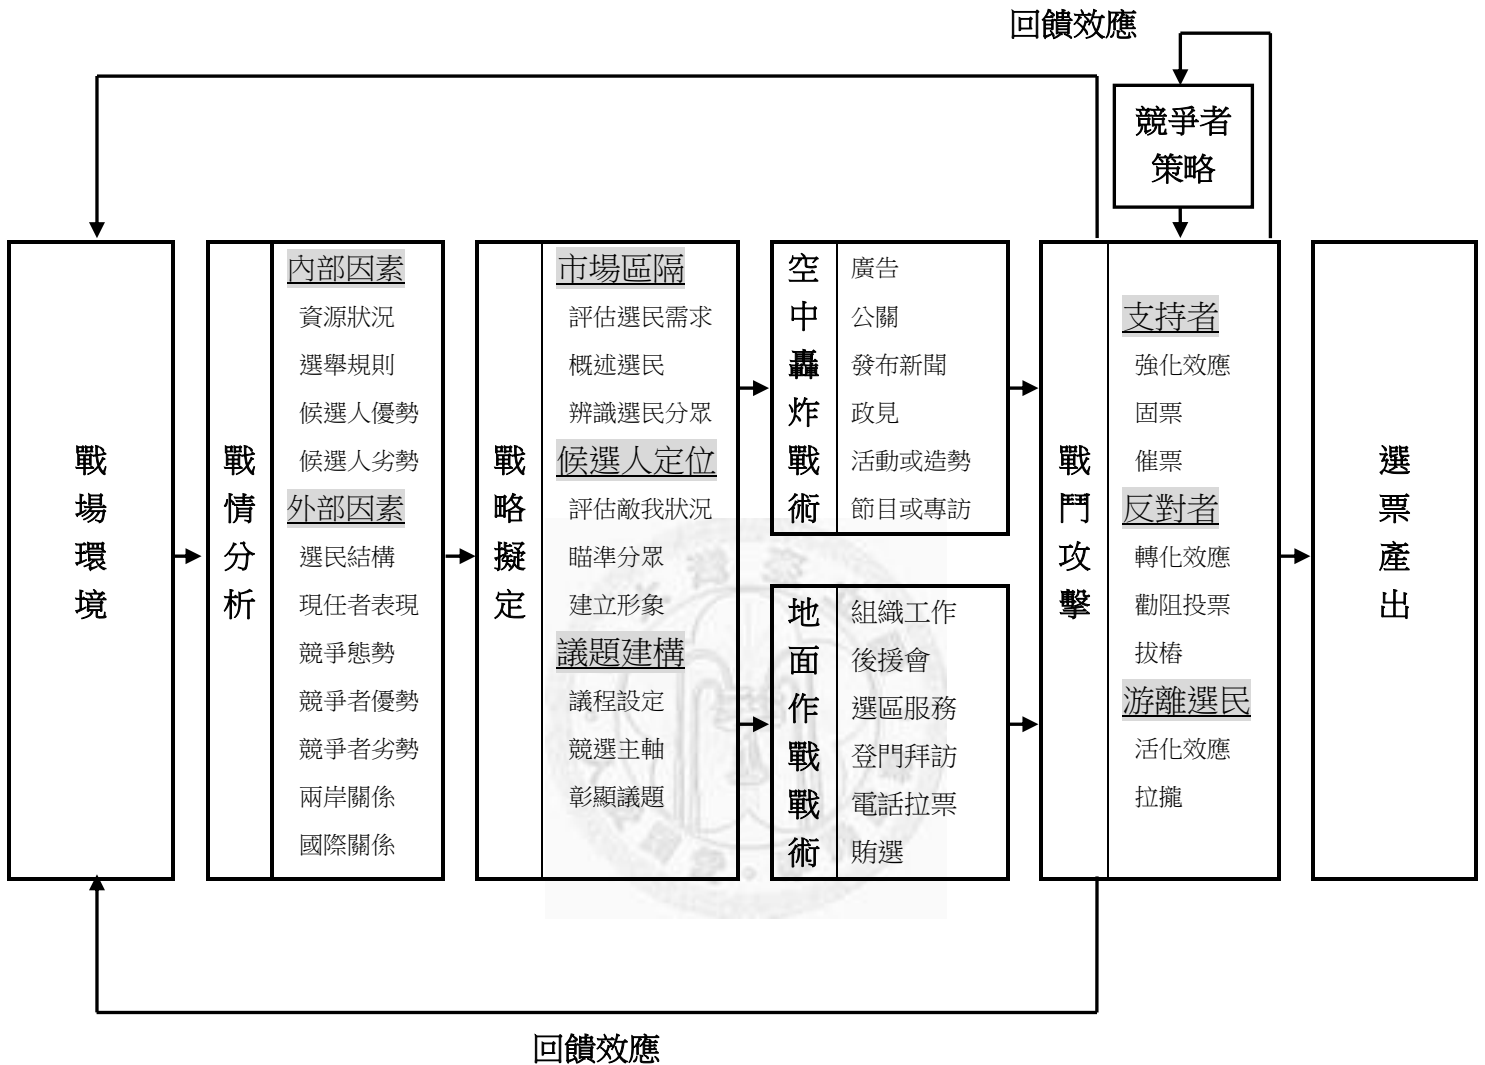 回饋效應
競爭者
策略
戰場環境
戰情分析
內部因素
資源狀況
選舉規則
候選人優勢
候選人劣勢
外部因素
選民結構
現任者表現
競爭態勢
競爭者優勢
競爭者劣勢
兩岸關係
國際關係
戰略擬定
市場區隔
評估選民需求
概述選民
辨識選民分眾
候選人定位
評估敵我狀況
瞄準分眾
建立形象
議題建構
議程設定
競選主軸
彰顯議題
空中轟炸戰術
廣告
公關
發布新聞
政見
活動或造勢
節目或專訪
地面作戰戰術
組織工作
後援會
選區服務
登門拜訪
電話拉票
賄選
戰鬥攻擊
支持者
強化效應
固票
催票
反對者
轉化效應
勸阻投票
拔樁
游離選民
活化效應
拉攏
選票產出
回饋效應